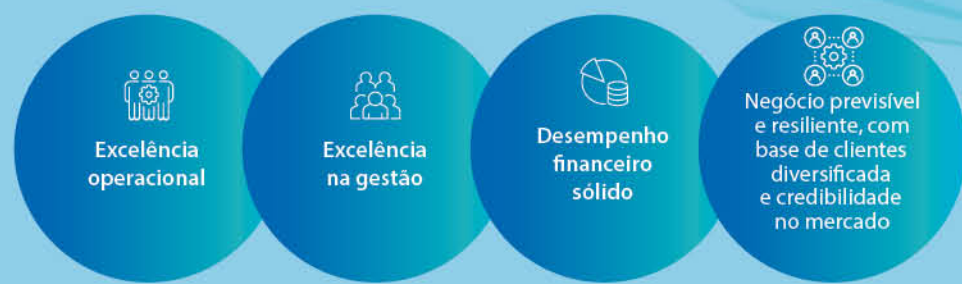 Excelência
operacional
Excelência
na gestão
Desempenho
financeiro
sólido
Negócio previsível
e resiliente, com
base de clientes
diversificada
e credibilidade
no mercado